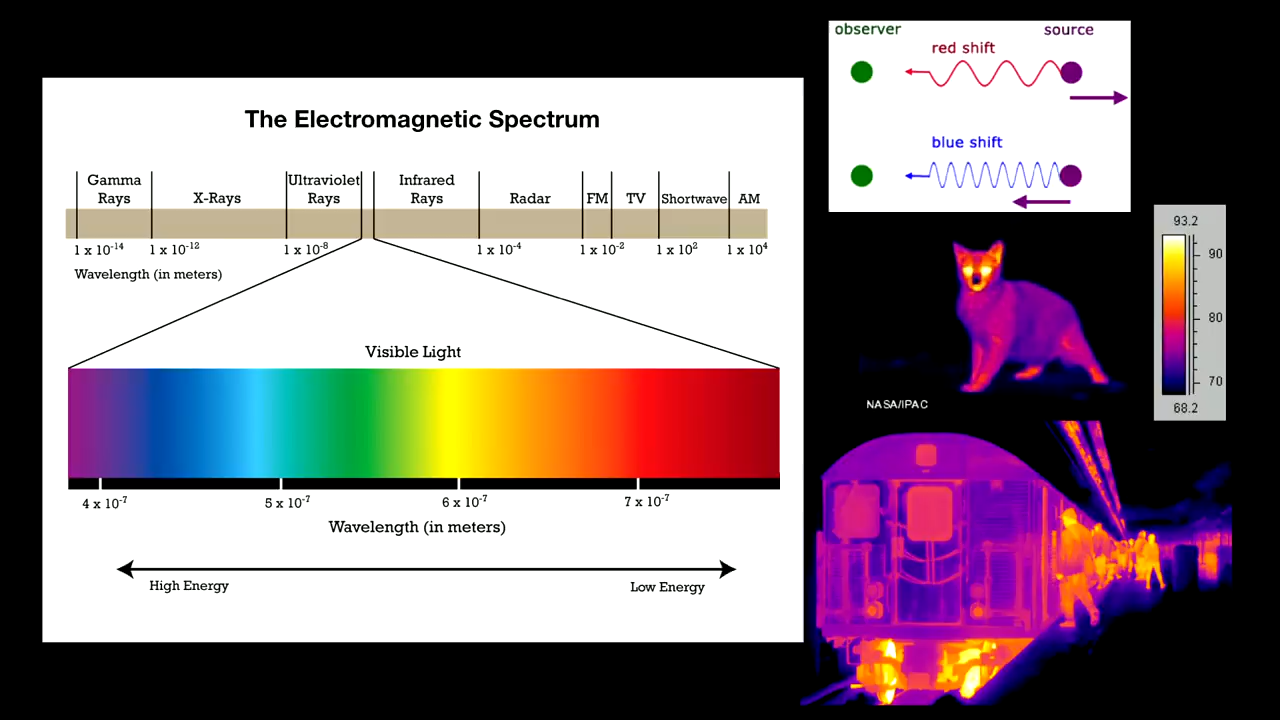 The Electromagnetic Spectrum
Gamma Rays
X-Rays
Ultraviolet Rays
Infrared Rays
Radar
FM
TV
Shortwave
AM
1 x 10⁻¹⁴
1 x 10⁻¹²
1 x 10⁻⁸
1 x 10⁻⁴
1 x 10⁻²
1 x 10²
1 x 10⁴
Wavelength (in meters)
Visible Light
4 x 10⁻⁷
5 x 10⁻⁷
6 x 10⁻⁷
7 x 10⁻⁷
Wavelength (in meters)
High Energy
Low Energy
observer
source
red shift
blue shift
93.2
90
80
70
68.2
NASA/IPAC